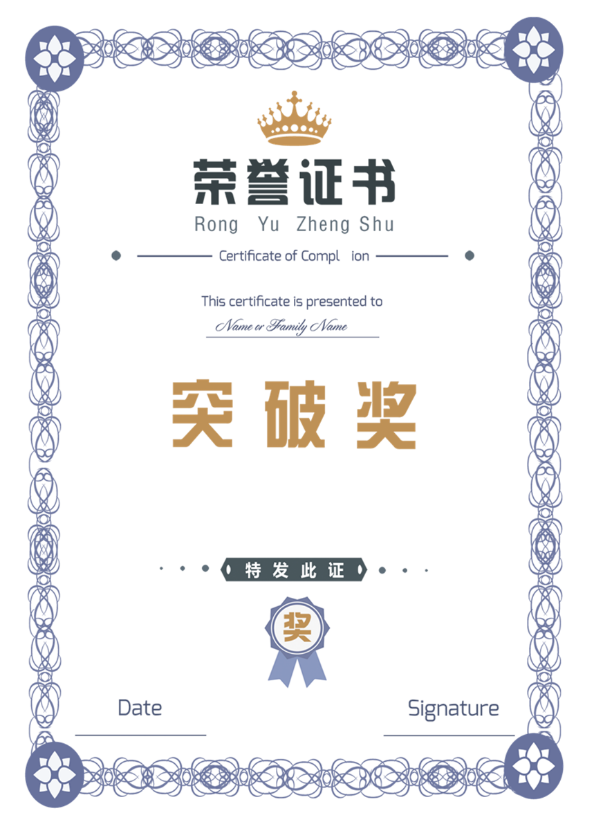 荣誉证书
Rong Yu Zheng Shu
Certificate of Compl ion
This certificate is presented to
Name or Family Name
突破奖
特发此证
奖
Date
Signature